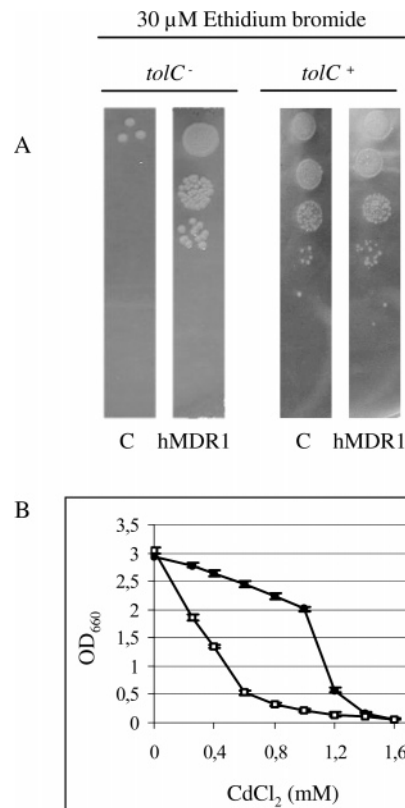 30 µM Ethidium bromide
tolC - tolC +
A
C hMDR1 C hMDR1
B
3,5
3
2,5
2
1,5
1
0,5
0
OD660
0 0,4 0,8 1,2 1,6
CdCl2 (mM)